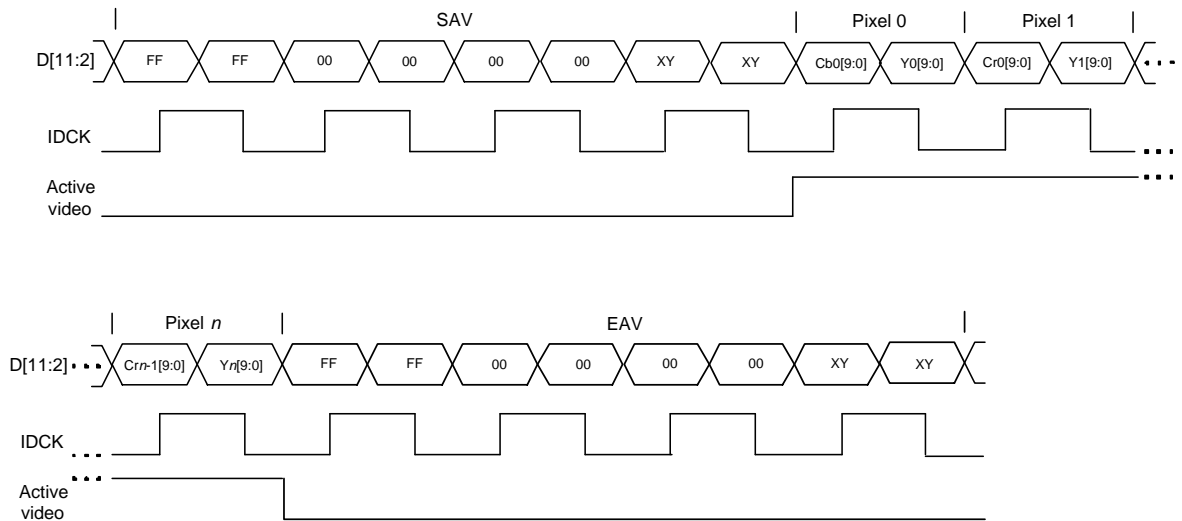 SAV Pixel 0 Pixel 1
D[11:2] FF FF 00 00 00 00 XY XY Cb0[9:0] Y0[9:0] Cr0[9:0] Y1[9:0]
IDCK
Active
video
Pixel n EAV
D[11:2] Crn-1[9:0] Yn[9:0] FF FF 00 00 00 00 XY XY
IDCK
Active
video